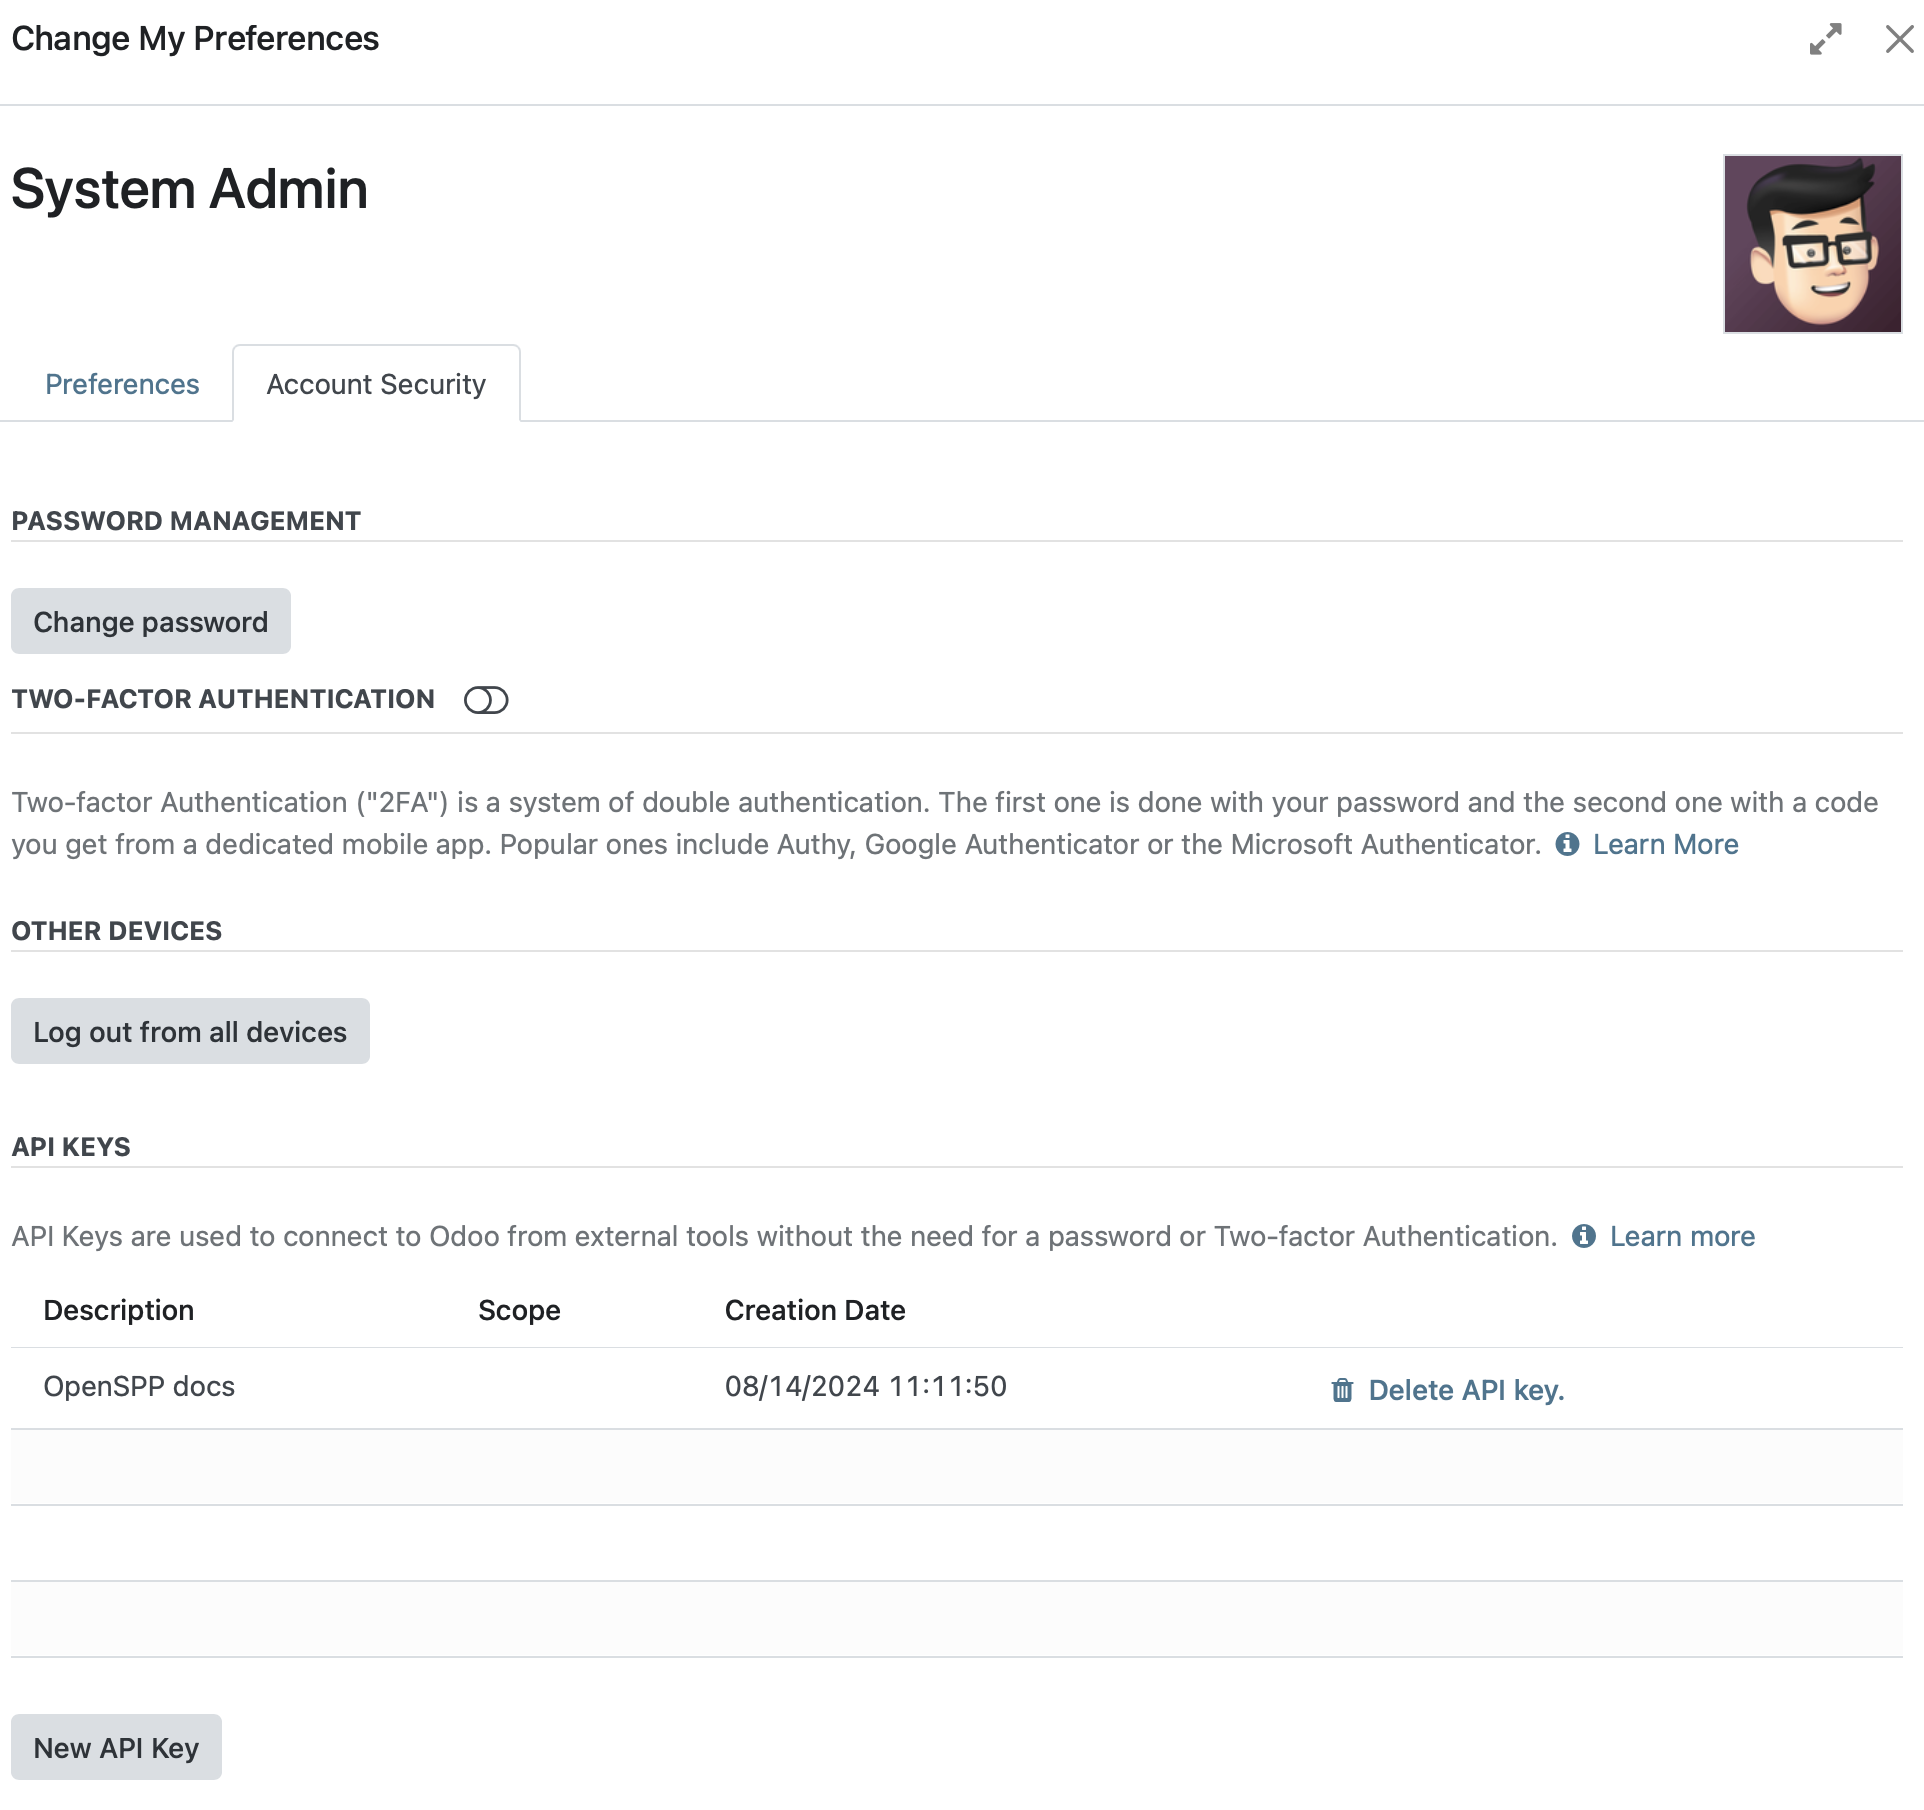 Change My Preferences
System Admin
Preferences
Account Security
PASSWORD MANAGEMENT
Change password
TWO-FACTOR AUTHENTICATION
Two-factor Authentication ("2FA") is a system of double authentication. The first one is done with your password and the second one with a code
you get from a dedicated mobile app. Popular ones include Authy, Google Authenticator or the Microsoft Authenticator. Learn More
OTHER DEVICES
Log out from all devices
API KEYS
API Keys are used to connect to Odoo from external tools without the need for a password or Two-factor Authentication. Learn more
Description Scope Creation Date
OpenSPP docs 08/14/2024 11:11:50 Delete API key.
New API Key